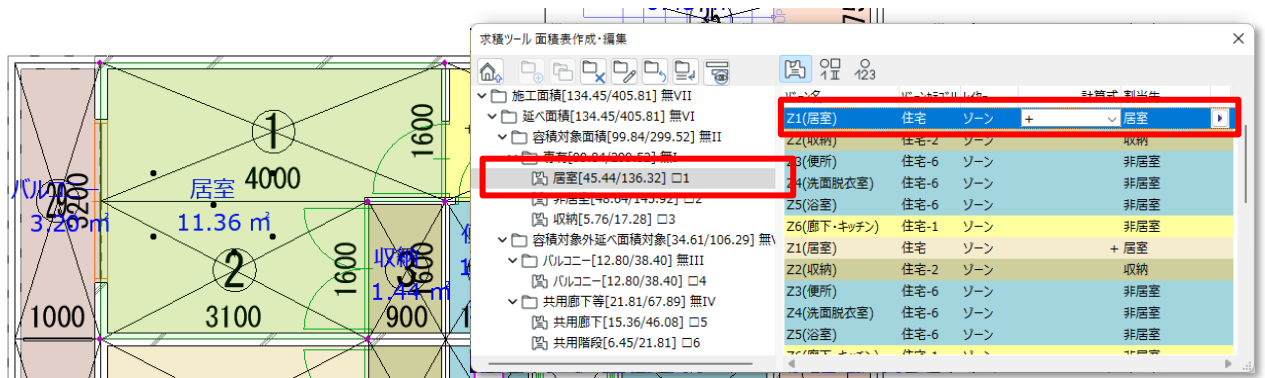 求積ツール 面積表作成・編集
施工面積[134.45/405.81] 無VII
延べ面積[134.45/405.81] 無VI
容積対象面積[99.84/299.52] 無II
居室[45.44/136.32] □1
収納[5.76/17.28] □3
容積対象外延べ面積対象[34.61/106.29] 無
バルコニー[12.80/38.40] 無III
バルコニー[12.80/38.40] □4
共用廊下等[21.81/67.89] 無IV
共用廊下[15.36/46.08] □5
共用階段[6.45/21.81] □6
計算式 割当先
Z1(居室) 住宅 ゾーン + 居室
Z2(収納) 住宅-2 ゾーン 収納
Z3(便所) 住宅-6 ゾーン 非居室
Z4(洗面脱衣室) 住宅-6 ゾーン 非居室
Z5(浴室) 住宅-6 ゾーン 非居室
Z6(廊下・キッチン) 住宅-1 ゾーン 非居室
Z1(居室) 住宅 ゾーン + 居室
Z2(収納) 住宅-2 ゾーン 収納
Z3(便所) 住宅-6 ゾーン 非居室
Z4(洗面脱衣室) 住宅-6 ゾーン 非居室
Z5(浴室) 住宅-6 ゾーン 非居室
1
1600
居室 4000
11.36 ㎡
バルコ
3200
2
1600
収納
3
1600
1.44 ㎡
1000
3100
900